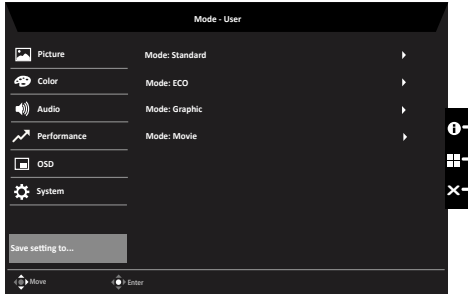 Mode - User
Picture
Mode: Standard
Color
Mode: ECO
Audio
Mode: Graphic
Performance
Mode: Movie
OSD
System
Save setting to...
Move
Enter